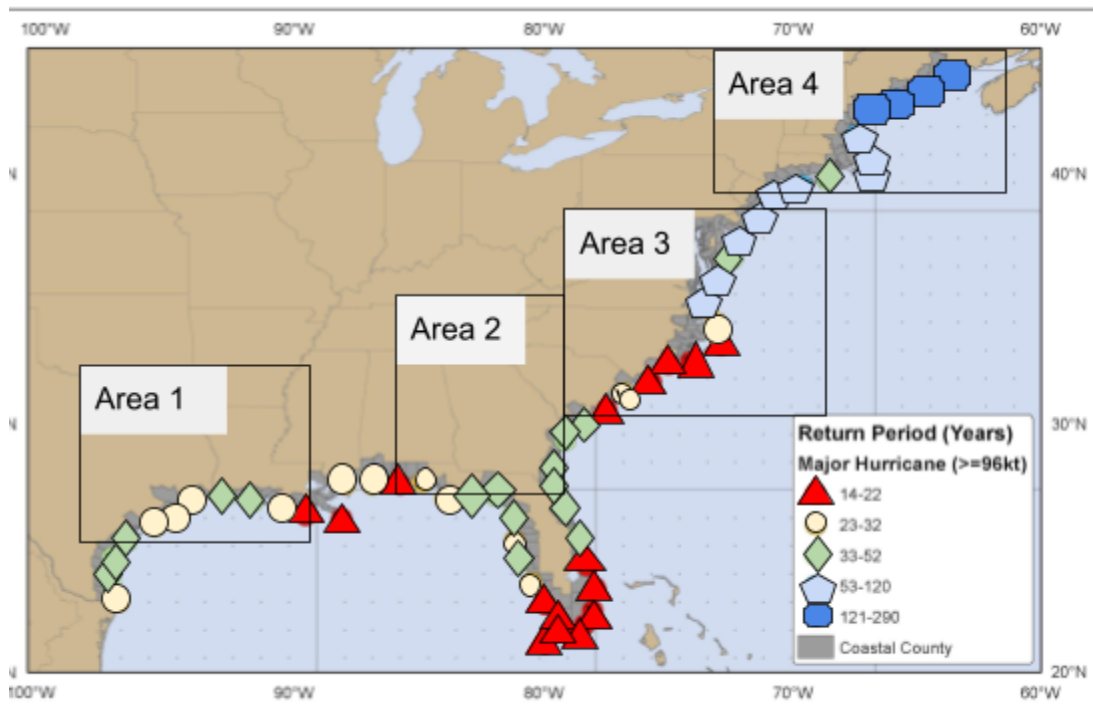 100°W 90°W 80°W 70°W 60°W
Area 4
40°N
Area 3
Area 2
Area 1
30°N
Return Period (Years)
Major Hurricane (>=96kt)
14-22
23-32
33-52
53-120
121-290
Coastal County
20°N
100°W 90°W 80°W 70°W 60°W